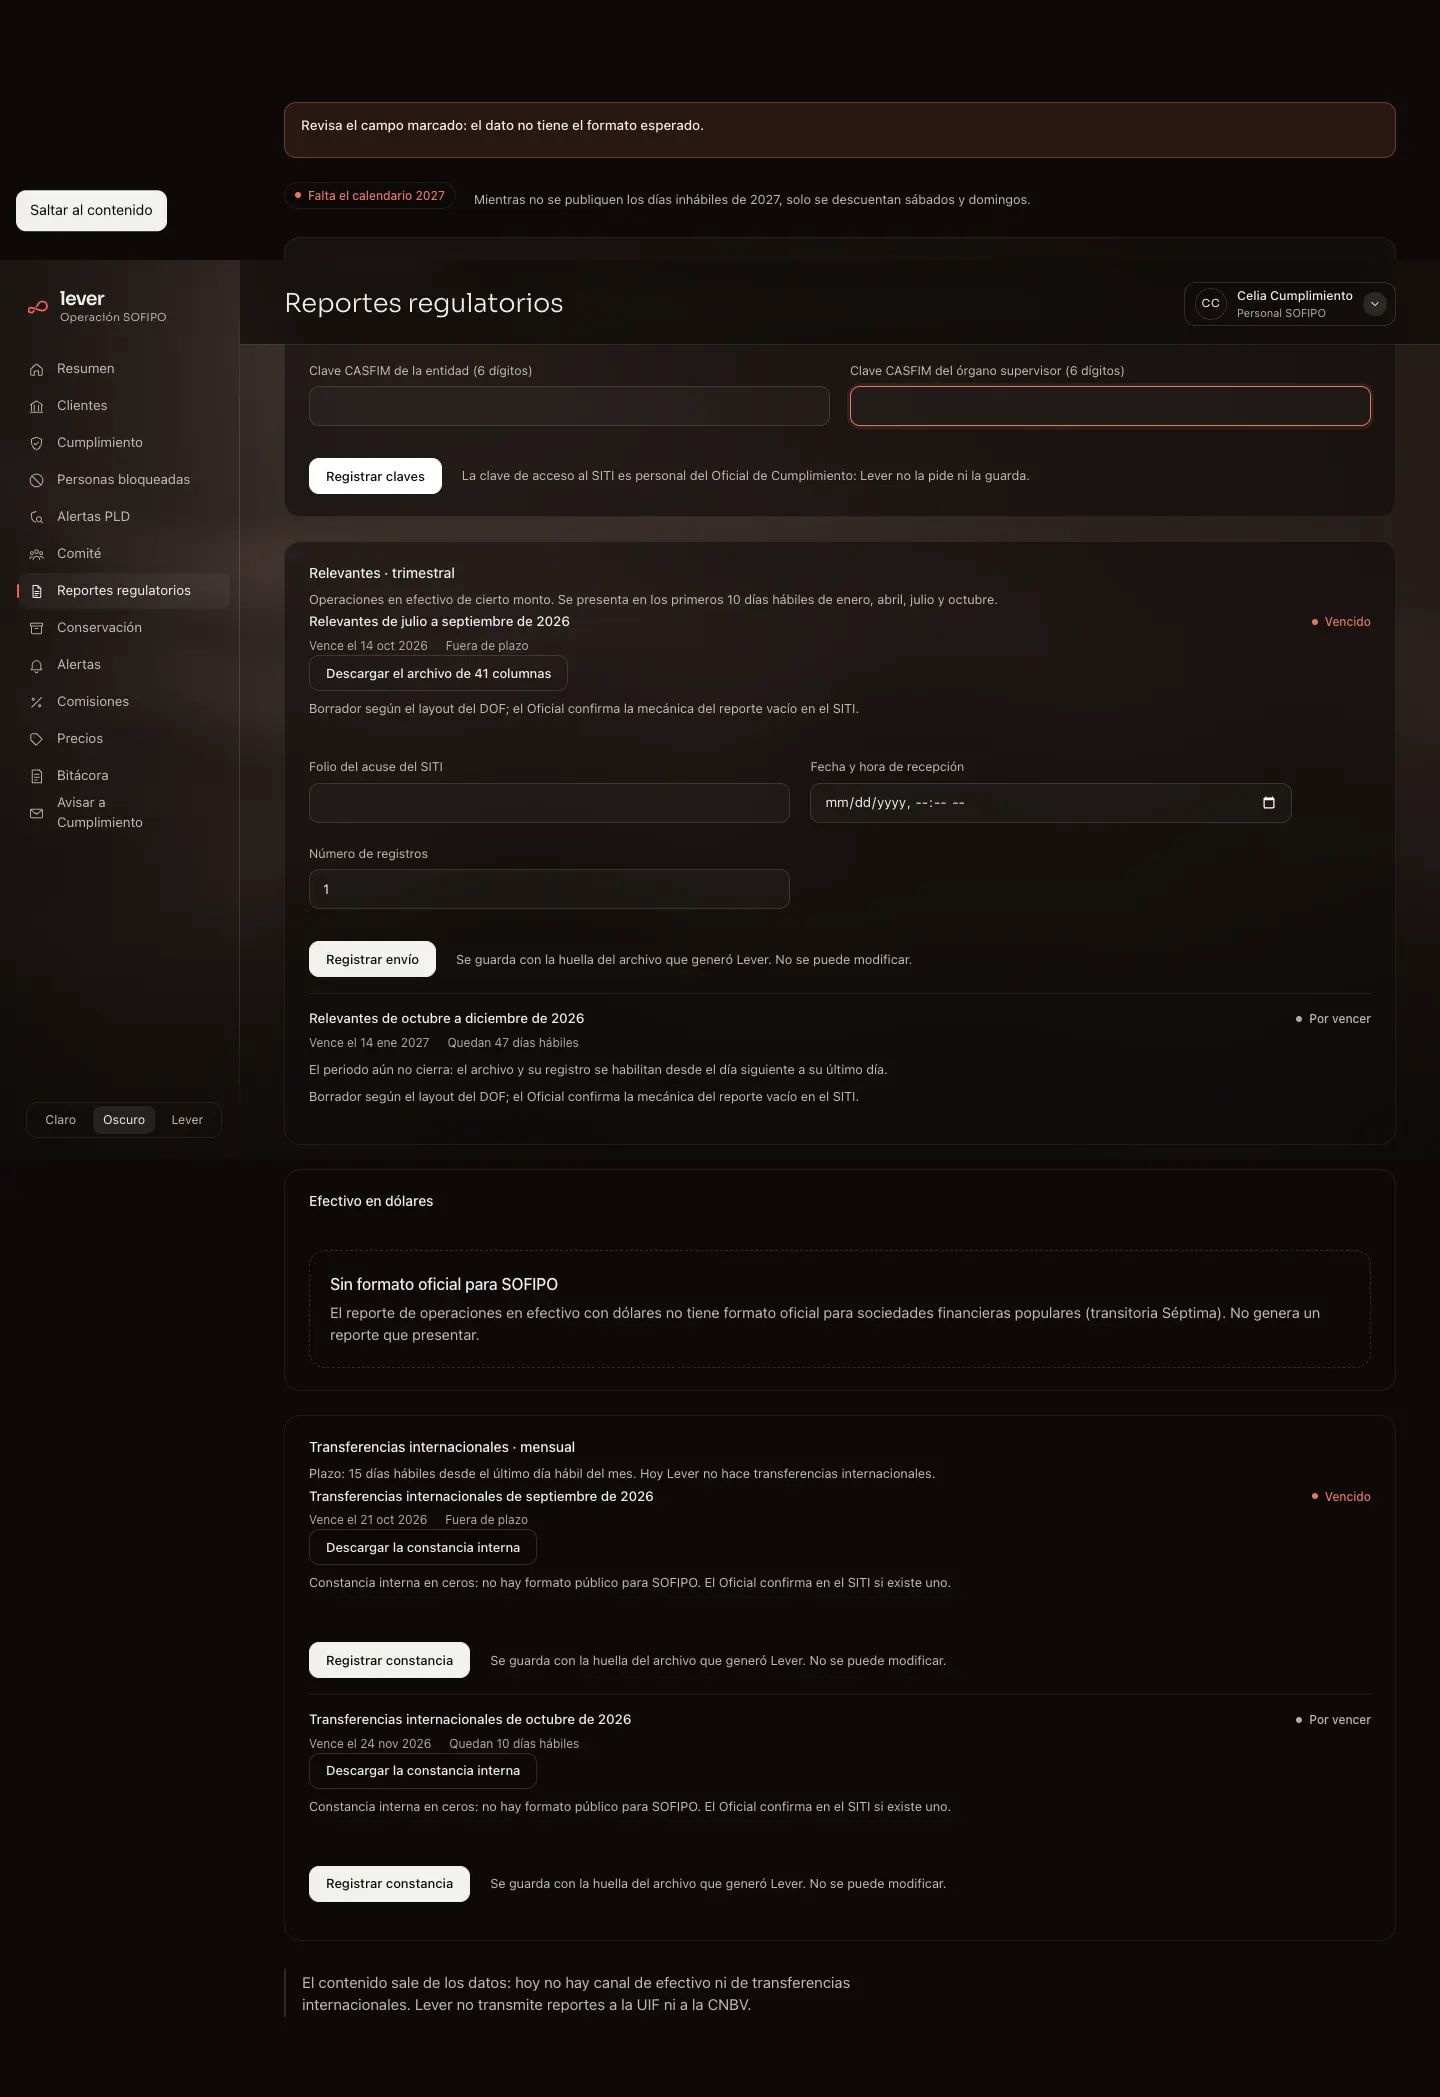 Revisa el campo marcado: el dato no tiene el formato esperado.
Falta el calendario 2027
Mientras no se publiquen los días inhábiles de 2027, solo se descuentan sábados y domingos.
Saltar al contenido
lever
Operación SOFIPO
Reportes regulatorios
CC
Celia Cumplimiento
Personal SOFIPO
Resumen
Clientes
Cumplimiento
Personas bloqueadas
Alertas PLD
Comité
Reportes regulatorios
Conservación
Alertas
Comisiones
Precios
Bitácora
Avisar a
Cumplimiento
Claro
Oscuro
Lever
Clave CASFIM de la entidad (6 dígitos)
Clave CASFIM del órgano supervisor (6 dígitos)
Registrar claves
La clave de acceso al SITI es personal del Oficial de Cumplimiento: Lever no la pide ni la guarda.
Relevantes · trimestral
Operaciones en efectivo de cierto monto. Se presenta en los primeros 10 días hábiles de enero, abril, julio y octubre.
Relevantes de julio a septiembre de 2026
Vencido
Vence el 14 oct 2026
Fuera de plazo
Descargar el archivo de 41 columnas
Borrador según el layout del DOF; el Oficial confirma la mecánica del reporte vacío en el SITI.
Folio del acuse del SITI
Fecha y hora de recepción
mm/dd/yyyy, --:-- --
Número de registros
1
Registrar envío
Se guarda con la huella del archivo que generó Lever. No se puede modificar.
Relevantes de octubre a diciembre de 2026
Por vencer
Vence el 14 ene 2027
Quedan 47 días hábiles
El periodo aún no cierra: el archivo y su registro se habilitan desde el día siguiente a su último día.
Borrador según el layout del DOF; el Oficial confirma la mecánica del reporte vacío en el SITI.
Efectivo en dólares
Sin formato oficial para SOFIPO
El reporte de operaciones en efectivo con dólares no tiene formato oficial para sociedades financieras populares (transitoria Séptima). No genera un
reporte que presentar.
Transferencias internacionales · mensual
Plazo: 15 días hábiles desde el último día hábil del mes. Hoy Lever no hace transferencias internacionales.
Transferencias internacionales de septiembre de 2026
Vencido
Vence el 21 oct 2026
Fuera de plazo
Descargar la constancia interna
Constancia interna en ceros: no hay formato público para SOFIPO. El Oficial confirma en el SITI si existe uno.
Registrar constancia
Se guarda con la huella del archivo que generó Lever. No se puede modificar.
Transferencias internacionales de octubre de 2026
Por vencer
Vence el 24 nov 2026
Quedan 10 días hábiles
Descargar la constancia interna
Constancia interna en ceros: no hay formato público para SOFIPO. El Oficial confirma en el SITI si existe uno.
Registrar constancia
Se guarda con la huella del archivo que generó Lever. No se puede modificar.
El contenido sale de los datos: hoy no hay canal de efectivo ni de transferencias
internacionales. Lever no transmite reportes a la UIF ni a la CNBV.